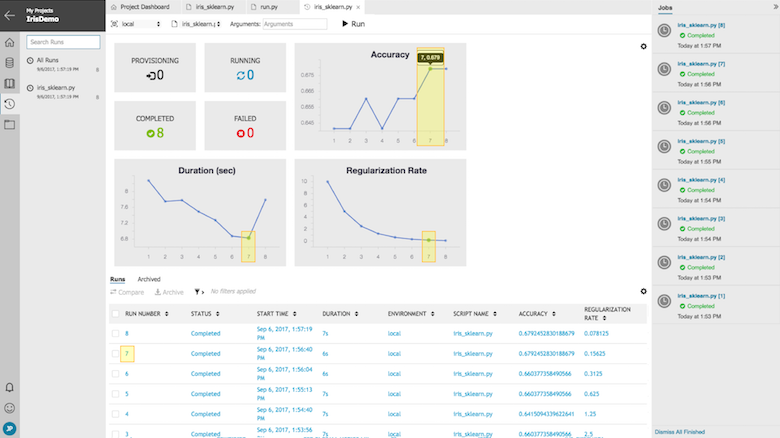 My Projects
IrisDemo
Project Dashboard
iris_sklearn.py
run.py
iris_sklearn.py
local
iris_sklearn.p
Arguments:
Arguments
Run
Search Runs
All Runs
9/6/2017, 1:57:19 PM
8
iris_sklearn.py
9/6/2017, 1:57:19 PM
8
PROVISIONING
0
RUNNING
0
COMPLETED
8
FAILED
0
Accuracy
7, 0.679
0.675
0.665
0.655
0.645
1 2 3 4 5 6 7 8
Duration (sec)
8
7.6
7.2
6.8
1 2 3 4 5 6 7 8
Regularization Rate
10
8
6
4
2
0
1 2 3 4 5 6 7 8
Runs
Archived
Compare
Archive
No filters applied
RUN NUMBER STATUS START TIME DURATION ENVIRONMENT SCRIPT NAME ACCURACY REGULARIZATION RATE
8 Completed Sep 6, 2017, 1:57:19 PM 7s local iris_sklearn.py 0.6792452830188679 0.078125
7 Completed Sep 6, 2017, 1:56:40 PM 6s local iris_sklearn.py 0.6792452830188679 0.15625
6 Completed Sep 6, 2017, 1:56:04 PM 6s local iris_sklearn.py 0.660377358490566 0.3125
5 Completed Sep 6, 2017, 1:55:13 PM 7s local iris_sklearn.py 0.660377358490566 0.625
4 Completed Sep 6, 2017, 1:54:40 PM 7s local iris_sklearn.py 0.6415094339622641 1.25
3 Completed Sep 6, 2017, 1:53:56 7s local iris_sklearn.py 0.660377358490566 2.5
Jobs
iris_sklearn.py [8]
Completed
Today at 1:57 PM
iris_sklearn.py [7]
Completed
Today at 1:56 PM
iris_sklearn.py [6]
Completed
Today at 1:56 PM
iris_sklearn.py [5]
Completed
Today at 1:55 PM
iris_sklearn.py [4]
Completed
Today at 1:54 PM
iris_sklearn.py [3]
Completed
Today at 1:54 PM
iris_sklearn.py [2]
Completed
Today at 1:53 PM
iris_sklearn.py [1]
Completed
Today at 1:53 PM
Dismiss All Finished